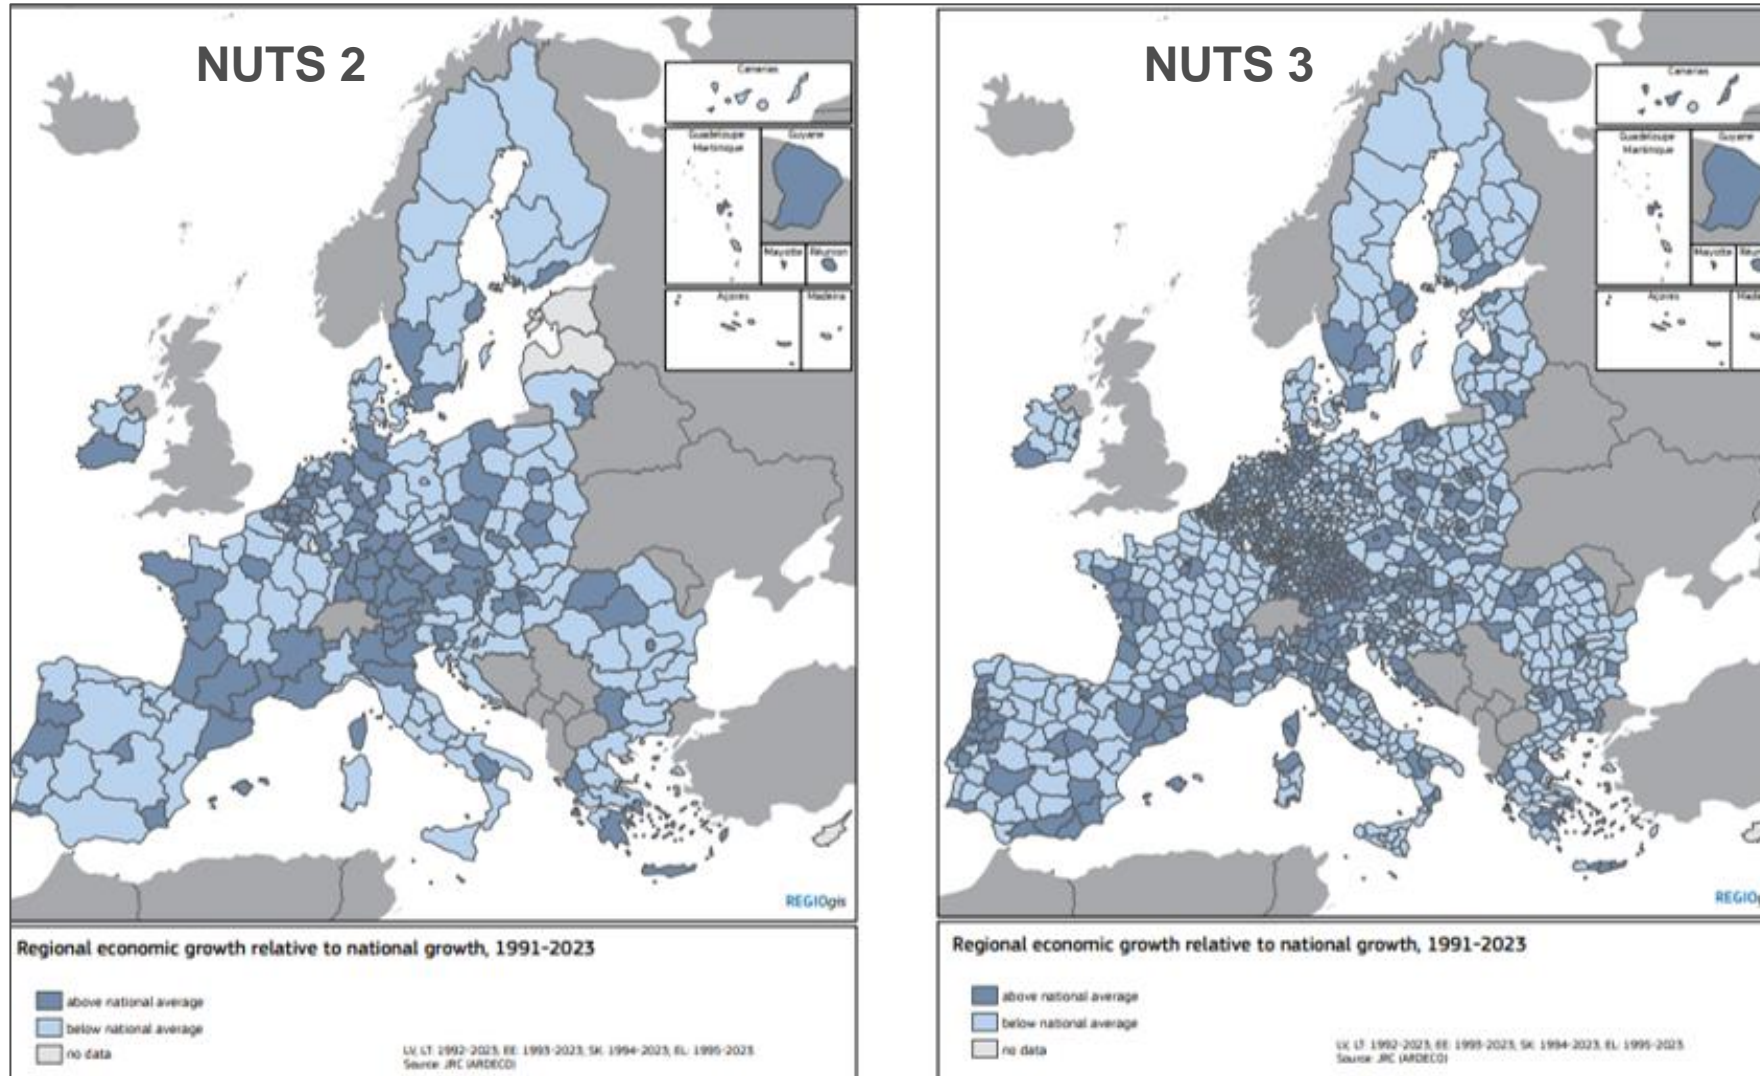 NUTS 2
Canarias
Guadeloupe
Martinique
Guyane
Mayotte
Réunion
Açores
Madeira
REGIOgis
Regional economic growth relative to national growth, 1991-2023
above national average
below national average
no data
LV, LT: 1992-2023, EE: 1993-2023, SK: 1994-2023, EL: 1995-2023
Source: JRC (ARDECO)
NUTS 3
Canarias
Guadeloupe
Martinique
Guyane
Mayotte
Açores
REGIO
Regional economic growth relative to national growth, 1991-2023
above national average
below national average
no data
LV, LT: 1992-2023, EE: 1993-2023, SK: 1994-2023, EL: 1995-2023
Source: JRC (ARDECO)